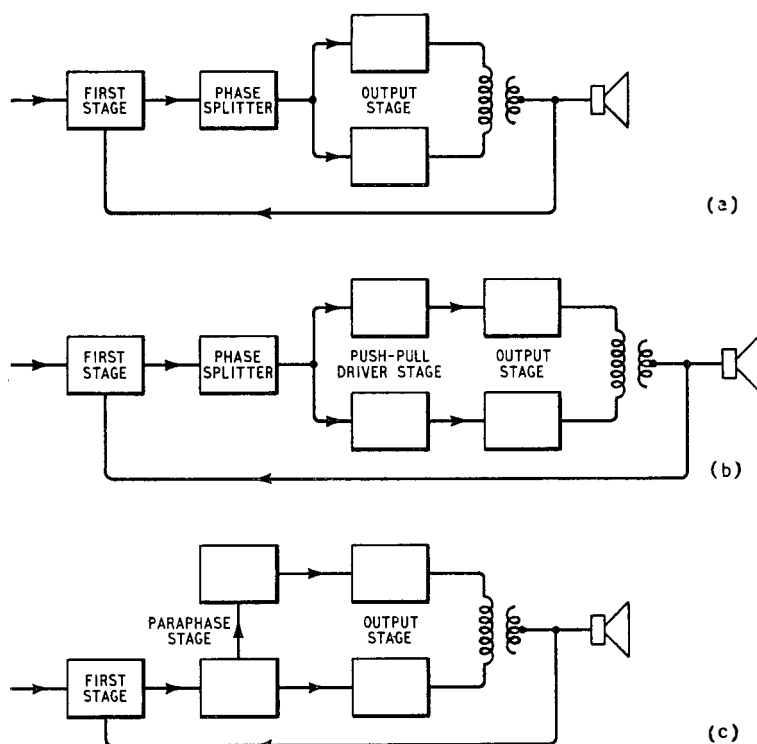 FIRST
STAGE
PHASE
SPLITTER
OUTPUT
STAGE
(a)
FIRST
STAGE
PHASE
SPLITTER
PUSH-PULL
DRIVER STAGE
OUTPUT
STAGE
(b)
PARAPHASE
STAGE
OUTPUT
STAGE
FIRST
STAGE
(c)